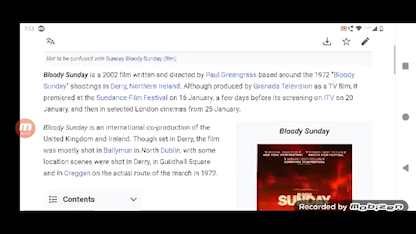 7:13
Not to be confused with Sunday Bloody Sunday (film).
Bloody Sunday is a 2002 film written and directed by Paul Greengrass based around the 1972 "Bloody
Sunday" shootings in Derry, Northern Ireland. Although produced by Granada Television as a TV film, it
premiered at the Sundance Film Festival on 16 January, a few days before its screening on ITV on 20
January, and then in selected London cinemas from 25 January.
Bloody Sunday is an international co-production of the
United Kingdom and Ireland. Though set in Derry, the film
was mostly shot in Ballymun in North Dublin, with some
location scenes were shot in Derry, in Guildhall Square
and in Creggan on the actual route of the march in 1972.
Contents
Bloody Sunday
SUNDAY
Recorded by Mobizen